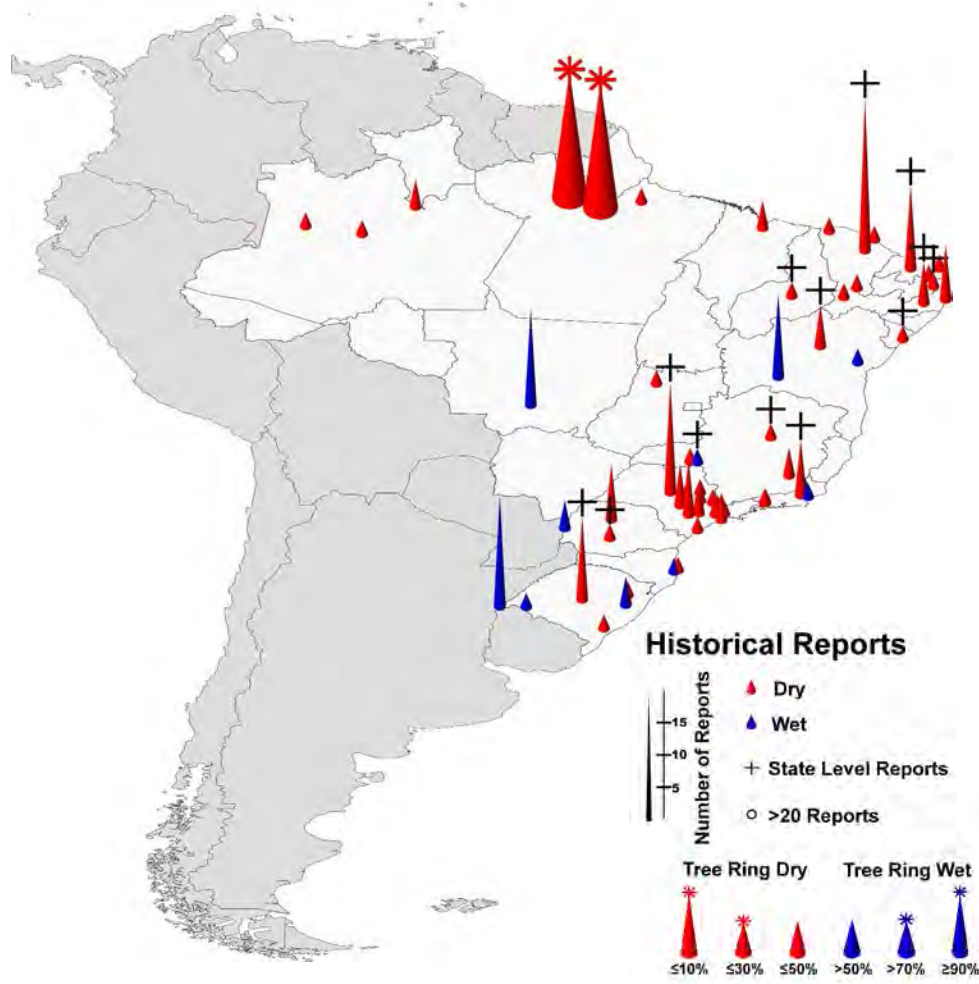 Historical Reports
Number of Reports
15
10
5
Dry
Wet
State Level Reports
>20 Reports
Tree Ring Dry
Tree Ring Wet
≤10%
≤30%
≤50%
>50%
>70%
≥90%